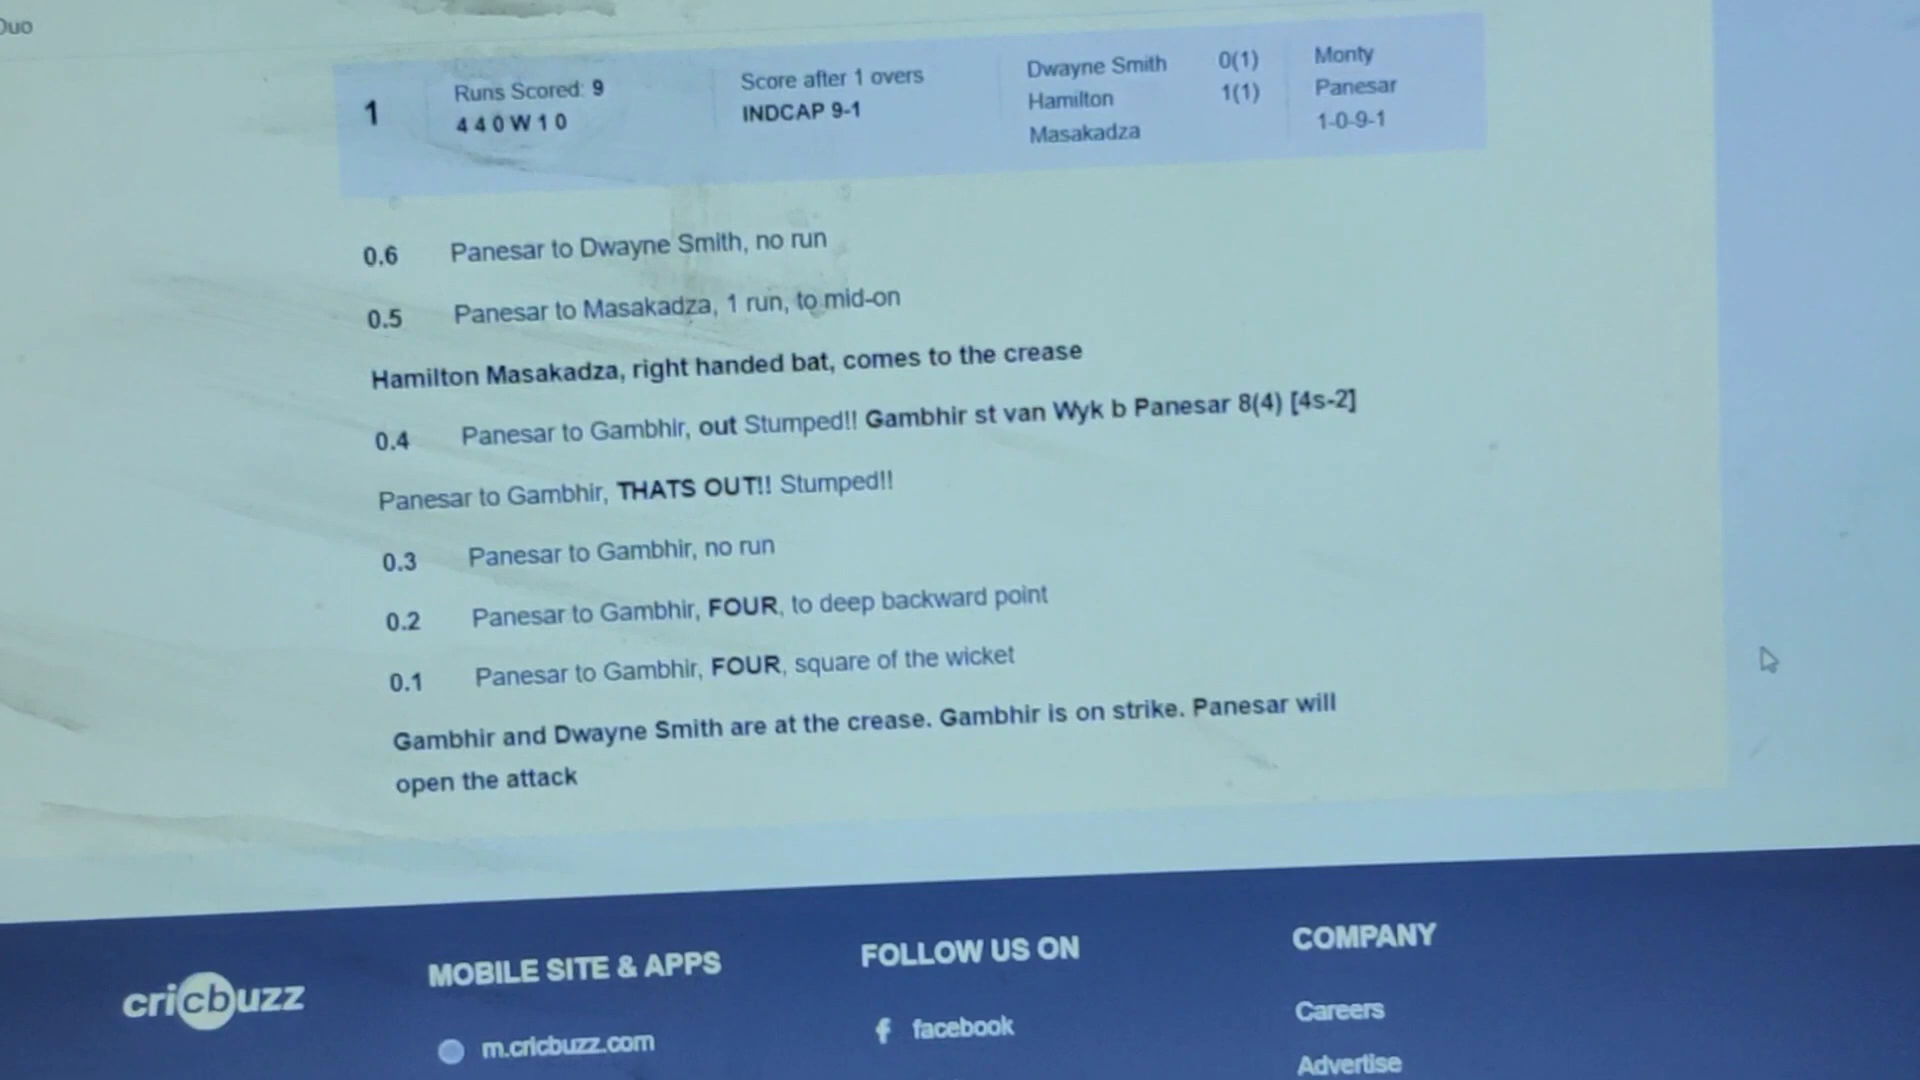 Duo
1
Runs Scored: 9
4 4 0 W 1 0
Score after 1 overs
INDCAP 9-1
Dwayne Smith 0(1)
Hamilton 1(1)
Masakadza
Monty
Panesar
1-0-9-1
0.6 Panesar to Dwayne Smith, no run
0.5 Panesar to Masakadza, 1 run, to mid-on
Hamilton Masakadza, right handed bat, comes to the crease
0.4 Panesar to Gambhir, out Stumped!! Gambhir st van Wyk b Panesar 8(4) [4s-2]
Panesar to Gambhir, THATS OUT!! Stumped!!
0.3 Panesar to Gambhir, no run
0.2 Panesar to Gambhir, FOUR, to deep backward point
0.1 Panesar to Gambhir, FOUR, square of the wicket
Gambhir and Dwayne Smith are at the crease. Gambhir is on strike. Panesar will
open the attack
cricbuzz
MOBILE SITE & APPS
m.cricbuzz.com
FOLLOW US ON
facebook
COMPANY
Careers
Advertise